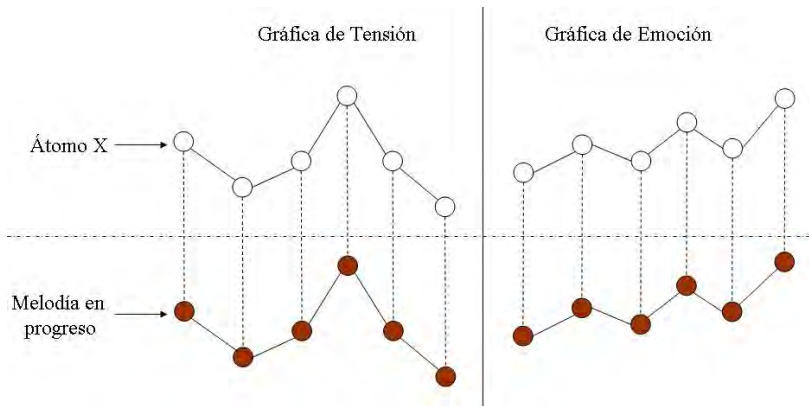 Gráfica de Tensión
Gráfica de Emoción
Átomo X
Melodía en
progreso